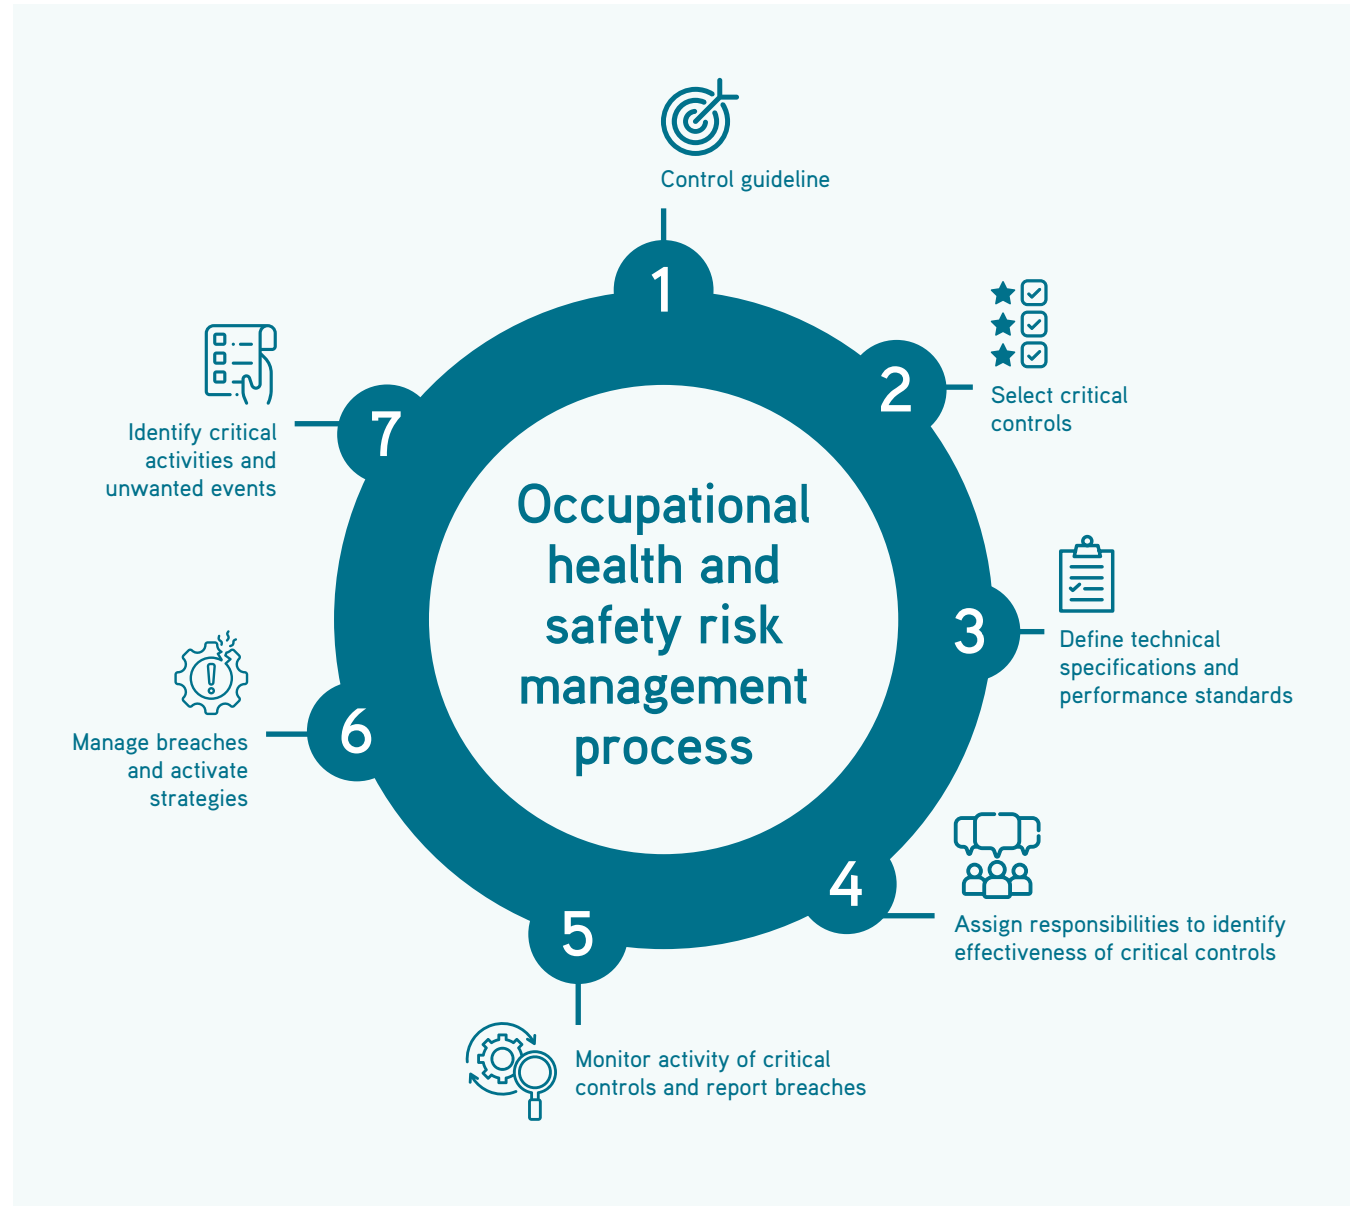 Control guideline
1
2
Select critical
controls
3
Define technical
specifications and
performance standards
4
Assign responsibilities to identify
effectiveness of critical controls
5
Monitor activity of critical
controls and report breaches
6
Manage breaches
and activate
strategies
7
Identify critical
activities and
unwanted events
Occupational
health and
safety risk
management
process